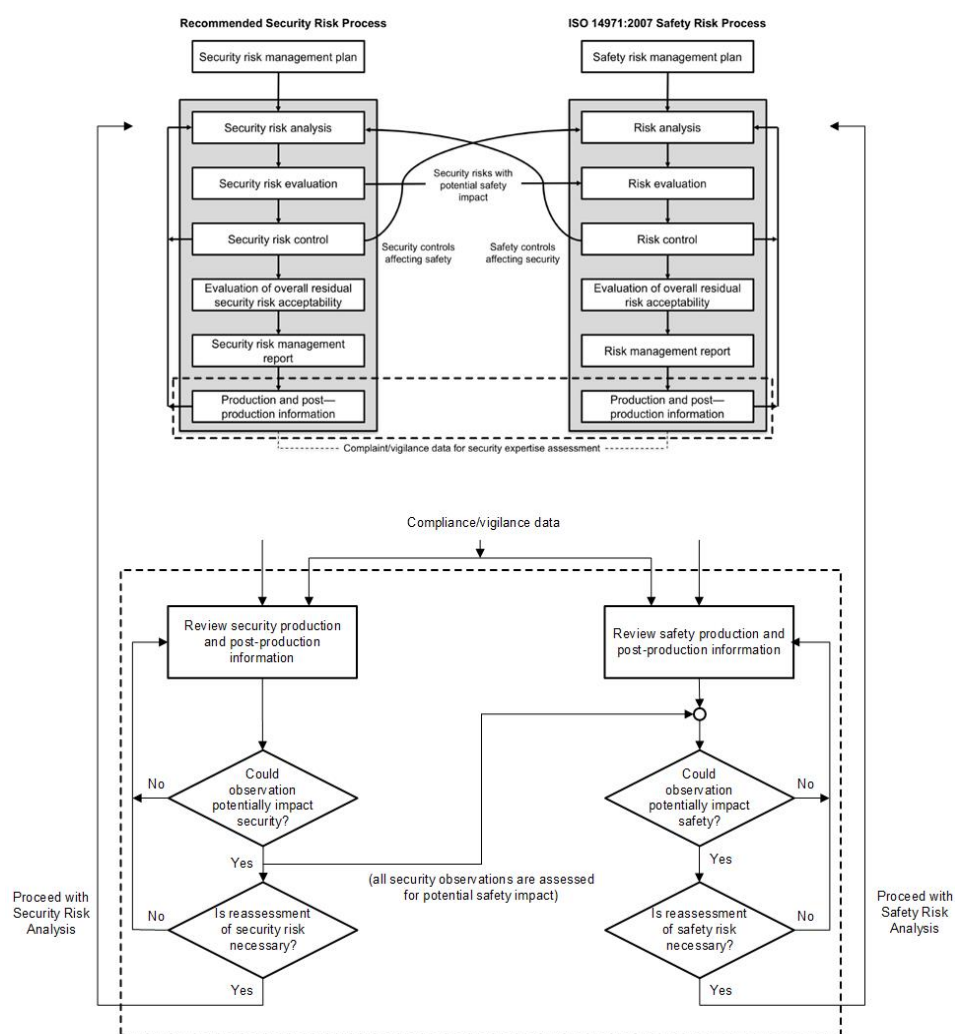 Recommended Security Risk Process
ISO 14971:2007 Safety Risk Process
Security risk management plan
Safety risk management plan
Security risk analysis
Risk analysis
Security risk evaluation
Security risks with
potential safety
impact
Risk evaluation
Security risk control
Security controls
affecting safety
Safety controls
affecting security
Risk control
Evaluation of overall residual
security risk acceptability
Evaluation of overall residual
risk acceptability
Security risk management
report
Risk management report
Production and post—
production information
Production and post—
production information
Complaint/vigilance data for security expertise assessment
Compliance/vigilance data
Review security production
and post-production
information
Review safety production and
post-production inforrmation
Could
observation
potentially impact
security?
No
Yes
Could
observation
potentially impact
safety?
No
Yes
(all security observations are assessed
for potential safety impact)
Proceed with
Security Risk
Analysis
No
Is reassessment
of security risk
necessary?
Yes
Is reassessment
of safety risk
necessary?
No
Yes
Proceed with
Safety Risk
Analysis